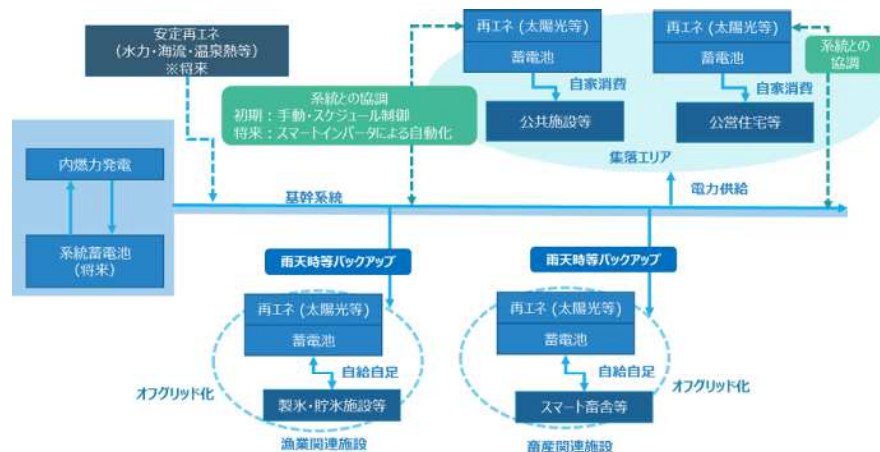 安定再エネ
(水力・海流・温泉熱等)
※将来
再エネ (太陽光等)
蓄電池
自家消費
公共施設等
再エネ (太陽光等)
蓄電池
自家消費
公営住宅等
系統との
協調
系統との協調
初期：手動・スケジュール制御
将来：スマートインバータによる自動化
集落エリア
内燃力発電
系統蓄電池
(将来)
基幹系統
電力供給
雨天時等バックアップ
雨天時等バックアップ
再エネ (太陽光等)
蓄電池
自給自足
製氷・貯氷施設等
オフグリッド化
漁業関連施設
再エネ (太陽光等)
蓄電池
自給自足
スマート畜舎等
オフグリッド化
畜産関連施設